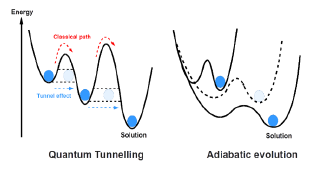 Energy
Classical path
Tunnel effect
Solution
Solution
Quantum Tunnelling
Adiabatic evolution